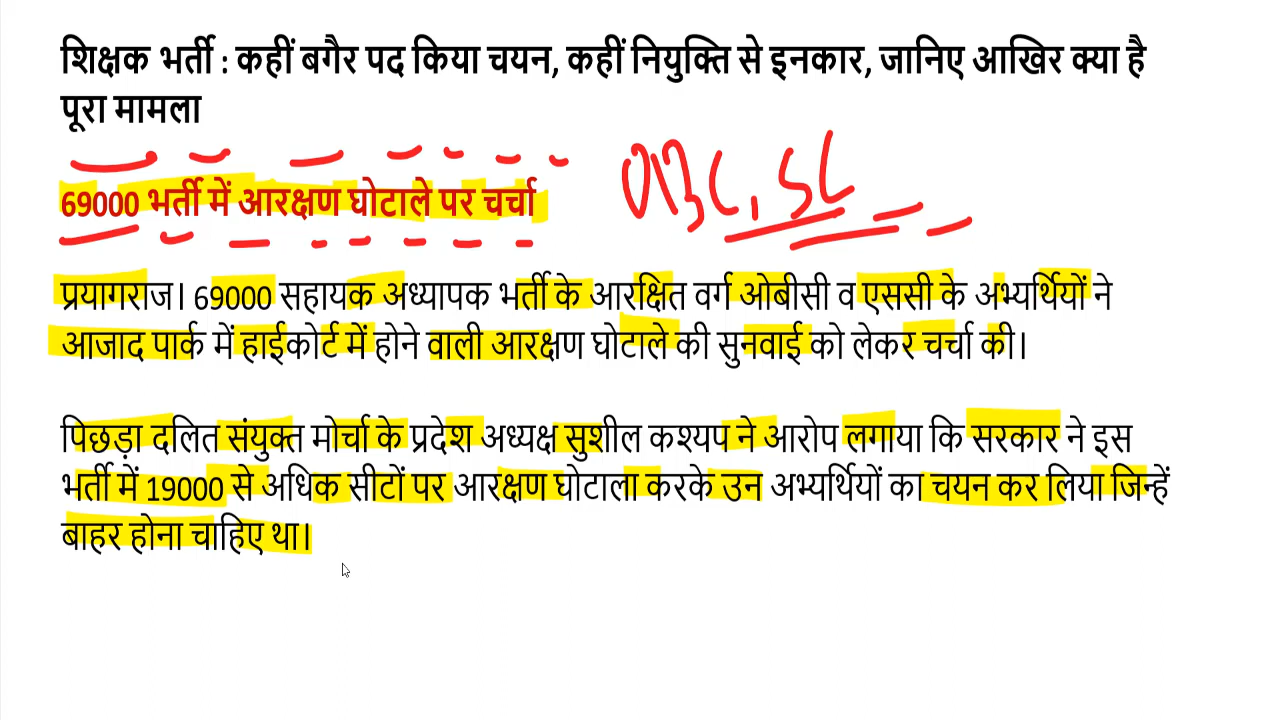 शिक्षक भर्ती : कहीं बगैर पद किया चयन, कहीं नियुक्ति से इनकार, जानिए आखिर क्या है
पूरा मामला
69000 भर्ती में आरक्षण घोटाले पर चर्चा
OBC, SC
प्रयागराज। 69000 सहायक अध्यापक भर्ती के आरक्षित वर्ग ओबीसी व एससी के अभ्यर्थियों ने
आजाद पार्क में हाईकोर्ट में होने वाली आरक्षण घोटाले की सुनवाई को लेकर चर्चा की।
पिछड़ा दलित संयुक्त मोर्चा के प्रदेश अध्यक्ष सुशील कश्यप ने आरोप लगाया कि सरकार ने इस
भर्ती में 19000 से अधिक सीटों पर आरक्षण घोटाला करके उन अभ्यर्थियों का चयन कर लिया जिन्हें
बाहर होना चाहिए था।